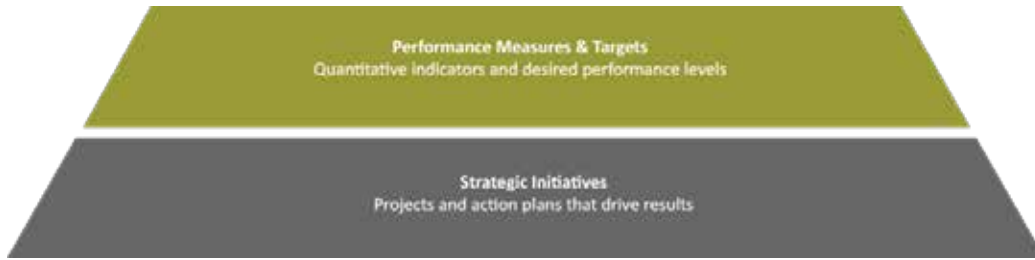 Performance Measures & Targets
Quantitative indicators and desired performance levels
Strategic Initiatives
Projects and action plans that drive results